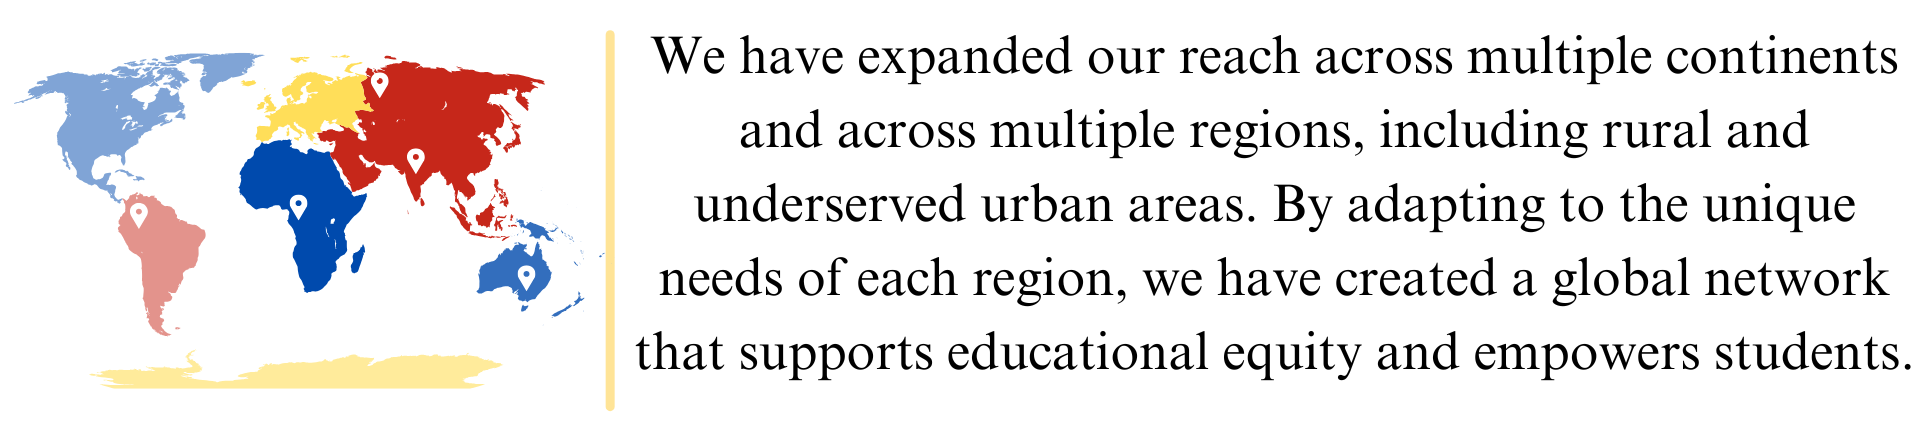 We have expanded our reach across multiple continents
and across multiple regions, including rural and
underserved urban areas. By adapting to the unique
needs of each region, we have created a global network
that supports educational equity and empowers students.